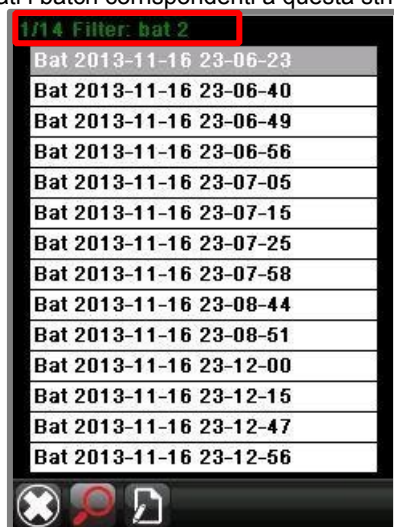 i batch corrispondenti a questa
1/14 Filter: bat 2
Bat 2013-11-16 23-06-23
Bat 2013-11-16 23-06-40
Bat 2013-11-16 23-06-49
Bat 2013-11-16 23-06-56
Bat 2013-11-16 23-07-05
Bat 2013-11-16 23-07-15
Bat 2013-11-16 23-07-25
Bat 2013-11-16 23-07-58
Bat 2013-11-16 23-08-44
Bat 2013-11-16 23-08-51
Bat 2013-11-16 23-12-00
Bat 2013-11-16 23-12-15
Bat 2013-11-16 23-12-47
Bat 2013-11-16 23-12-56